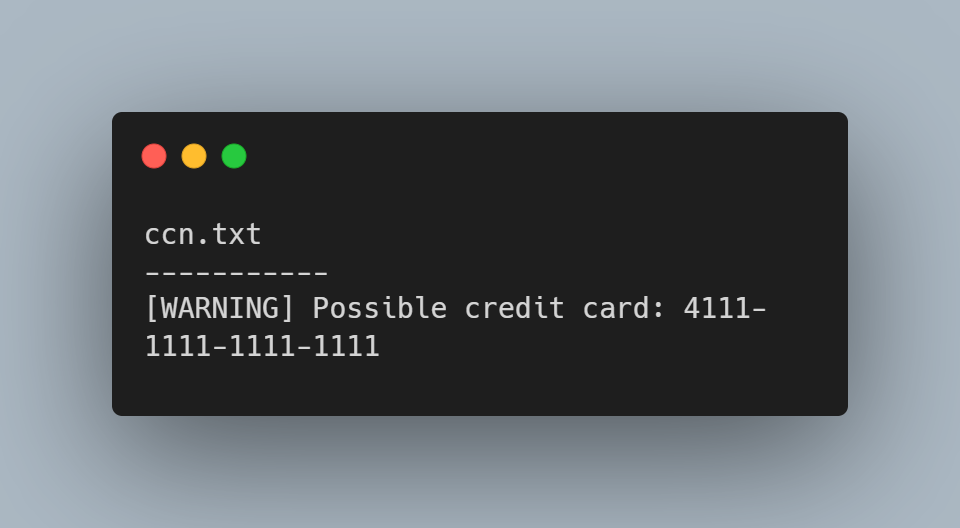 ccn.txt
-----------
[WARNING] Possible credit card: 4111-
1111-1111-1111